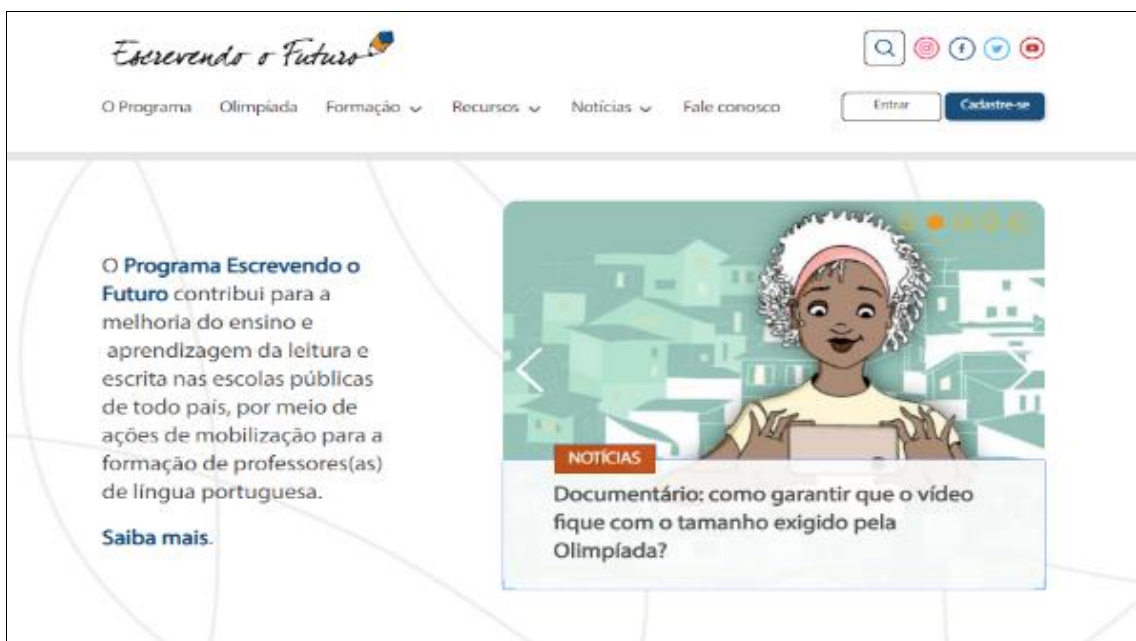 Escrevendo o Futuro
O Programa Olimpíada Formação Recursos Notícias Fale conosco Entrar Cadastre-se
O Programa Escrevendo o
Futuro contribui para a
melhoria do ensino e
aprendizagem da leitura e
escrita nas escolas públicas
de todo país, por meio de
ações de mobilização para a
formação de professores(as)
de língua portuguesa.
Saiba mais.
NOTÍCIAS
Documentário: como garantir que o vídeo
fique com o tamanho exigido pela
Olimpíada?